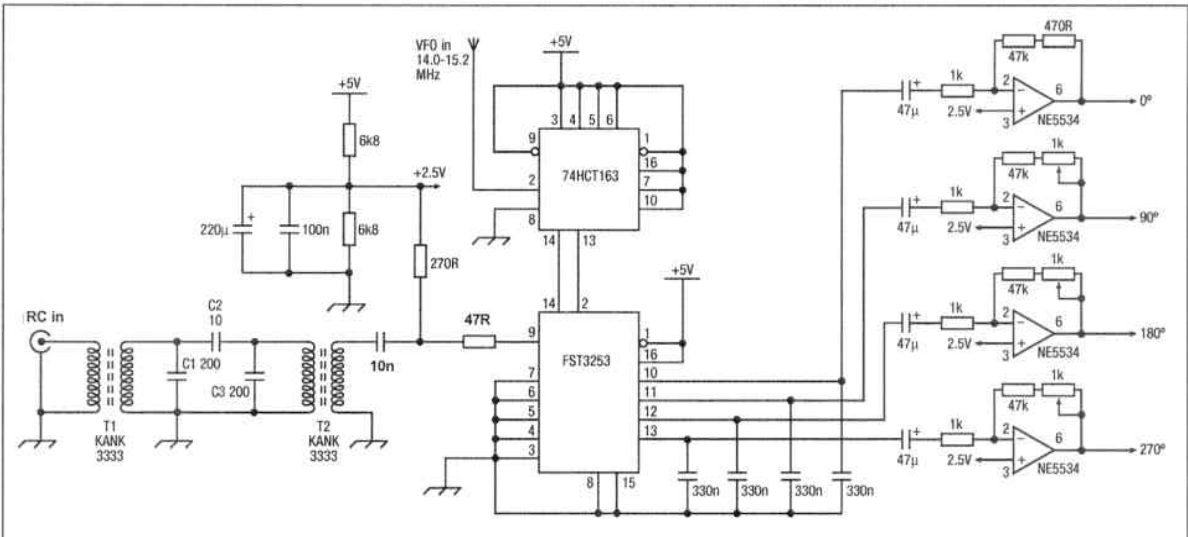 +5V
6k8
+2.5V
220µ
+
100n
6k8
270R
RC in
C2
10
C1 200
C3 200
T1
KANK
3333
T2
KANK
3333
10n
47R
VFO in
14.0-15.2
MHz
+5V
3 4 5 6
9
1
74HCT163
16
2
7
10
8
14 13
14 2
+5V
9
1
FST3253
16
10
7
11
6
12
5
13
4
3
8 15
330n 330n 330n 330n
470R
47k
1k
+
47µ
2
−
6
2.5V
+
3
NE5534
0º
1k
47k
1k
+
47µ
2
−
6
2.5V
+
3
NE5534
90º
1k
47k
1k
+
47µ
2
−
6
2.5V
+
3
NE5534
180º
1k
47k
1k
+
47µ
2
−
6
2.5V
+
3
NE5534
270º